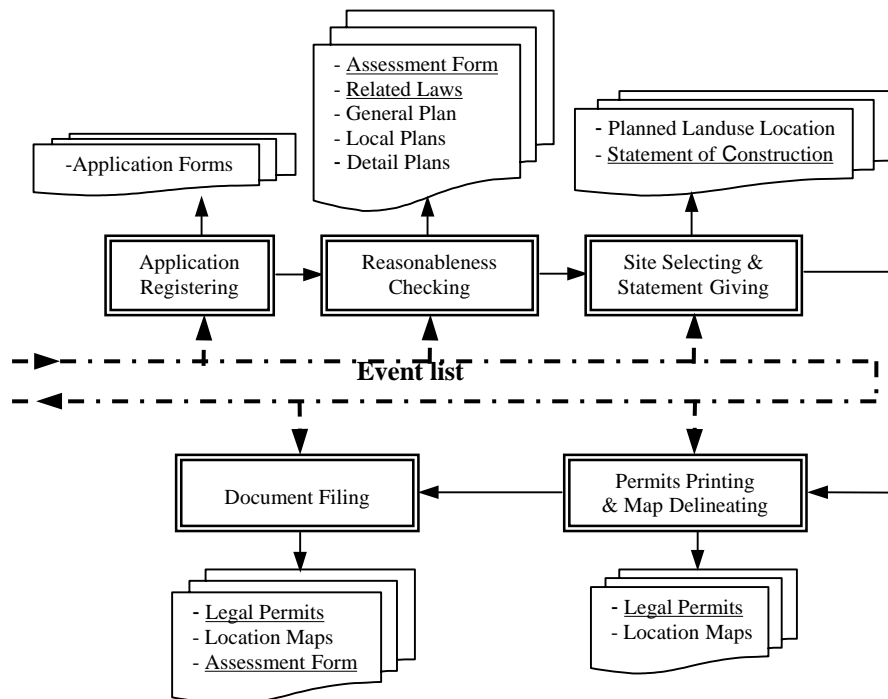 - Assessment Form
- Related Laws
- General Plan
- Local Plans
- Detail Plans
- Planned Landuse Location
- Statement of Construction
-Application Forms
Application
Registering
Reasonableness
Checking
Site Selecting &
Statement Giving
Event list
Document Filing
Permits Printing
& Map Delineating
- Legal Permits
- Location Maps
- Assessment Form
- Legal Permits
- Location Maps